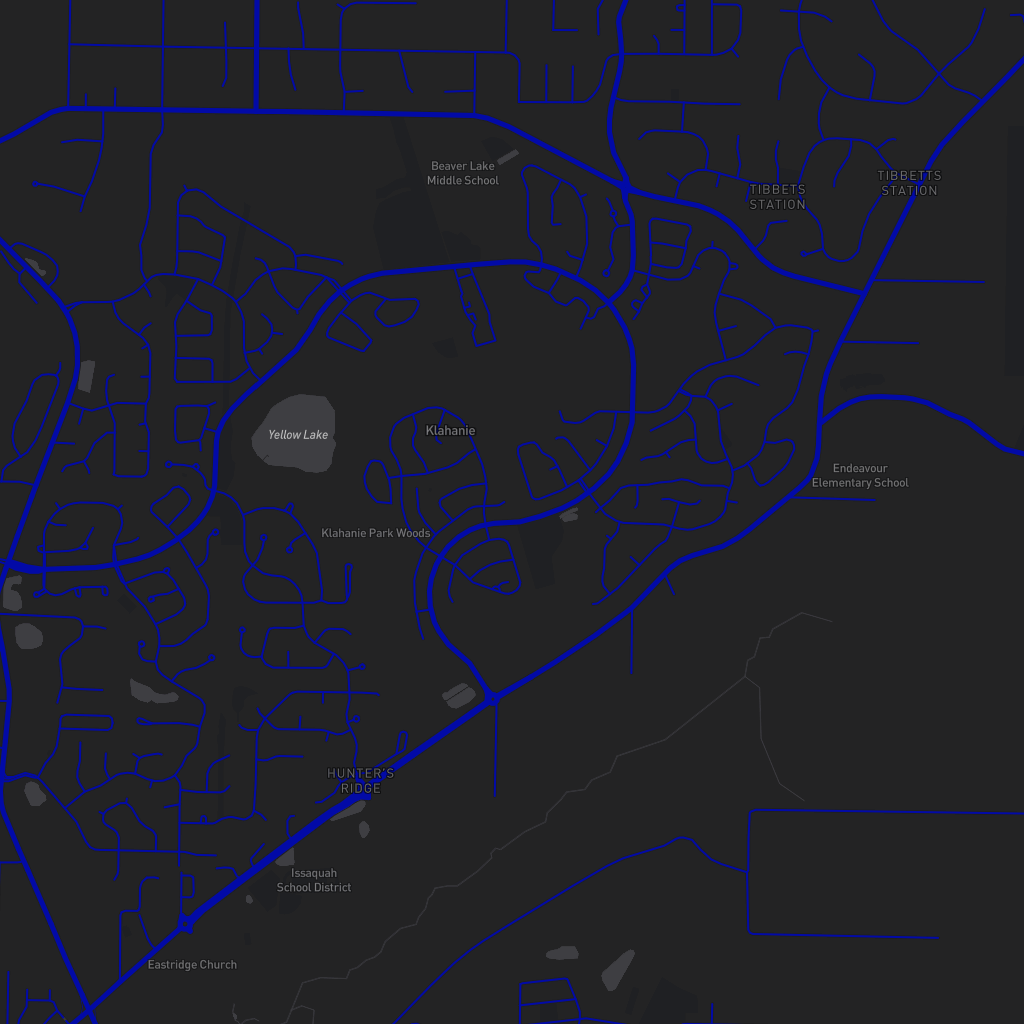 Beaver Lake
Middle School
TIBBETS
STATION
TIBBETTS
STATION
Yellow Lake
Klahanie
Endeavour
Elementary School
Klahanie Park Woods
HUNTER'S
RIDGE
Issaquah
School District
Eastridge Church